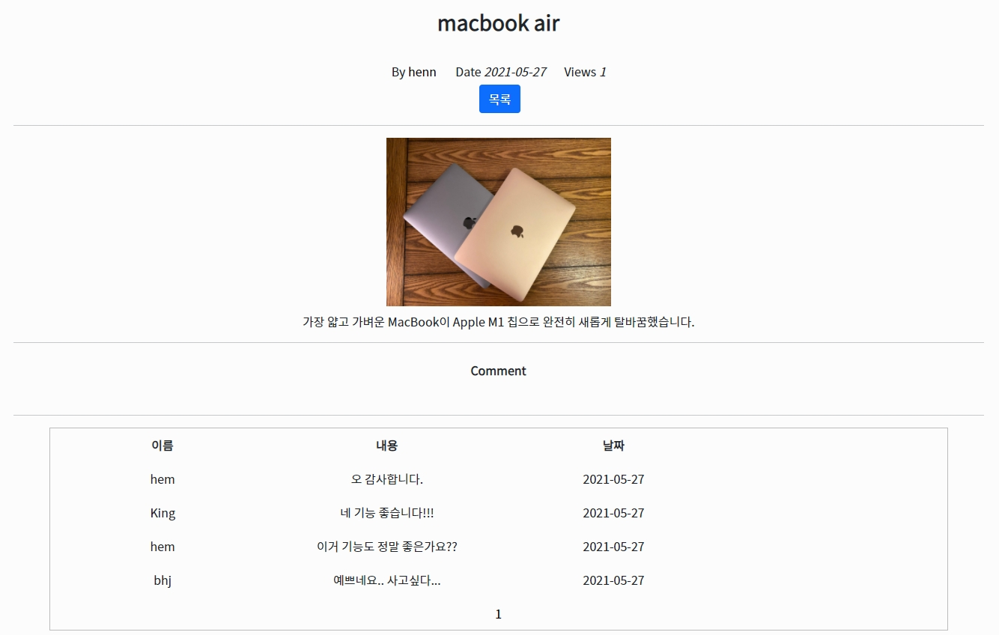 macbook air
By henn Date 2021-05-27 Views 1
목록
가장 얇고 가벼운 MacBook이 Apple M1 칩으로 완전히 새롭게 탈바꿈했습니다.
Comment
이름 내용 날짜
hem 오 감사합니다. 2021-05-27
King 네 기능 좋습니다!!! 2021-05-27
hem 이거 기능도 정말 좋은가요?? 2021-05-27
bhj 예쁘네요.. 사고싶다... 2021-05-27
1